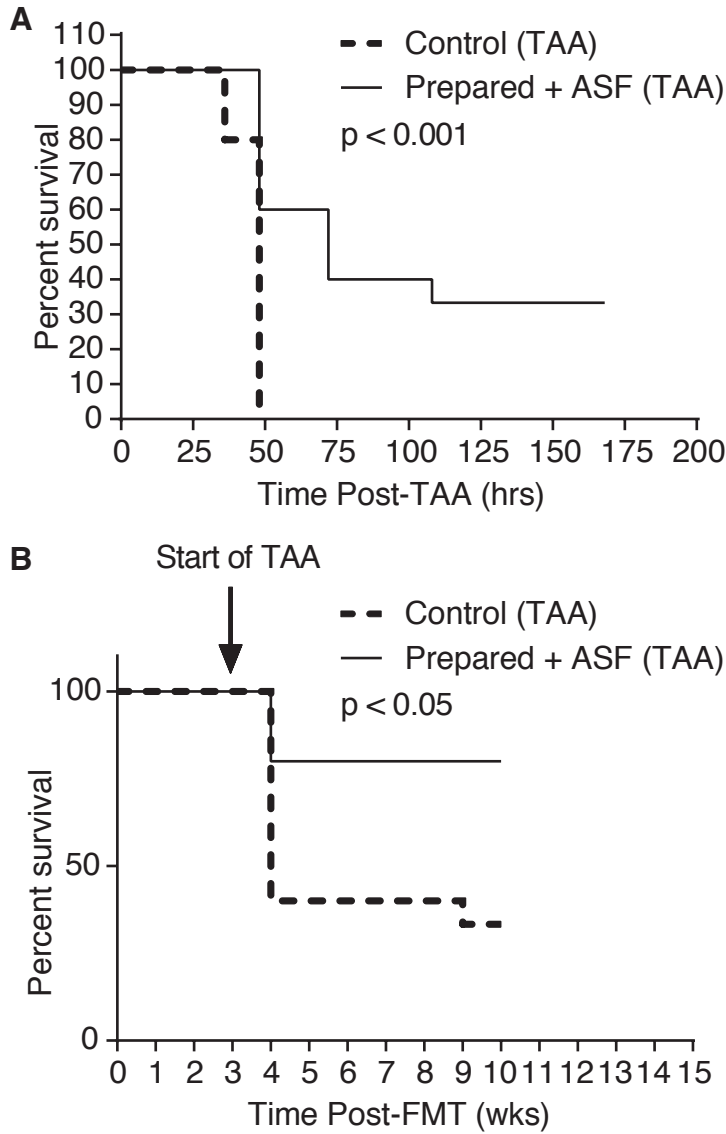 A
110
100
90
80
70
60
50
40
30
20
10
0
Percent survival
Control (TAA)
Prepared + ASF (TAA)
p < 0.001
0 25 50 75 100 125 150 175 200
Time Post-TAA (hrs)
B
Start of TAA
Control (TAA)
Prepared + ASF (TAA)
p < 0.05
100
50
0
Percent survival
0 1 2 3 4 5 6 7 8 9 10 11 12 13 14 15
Time Post-FMT (wks)